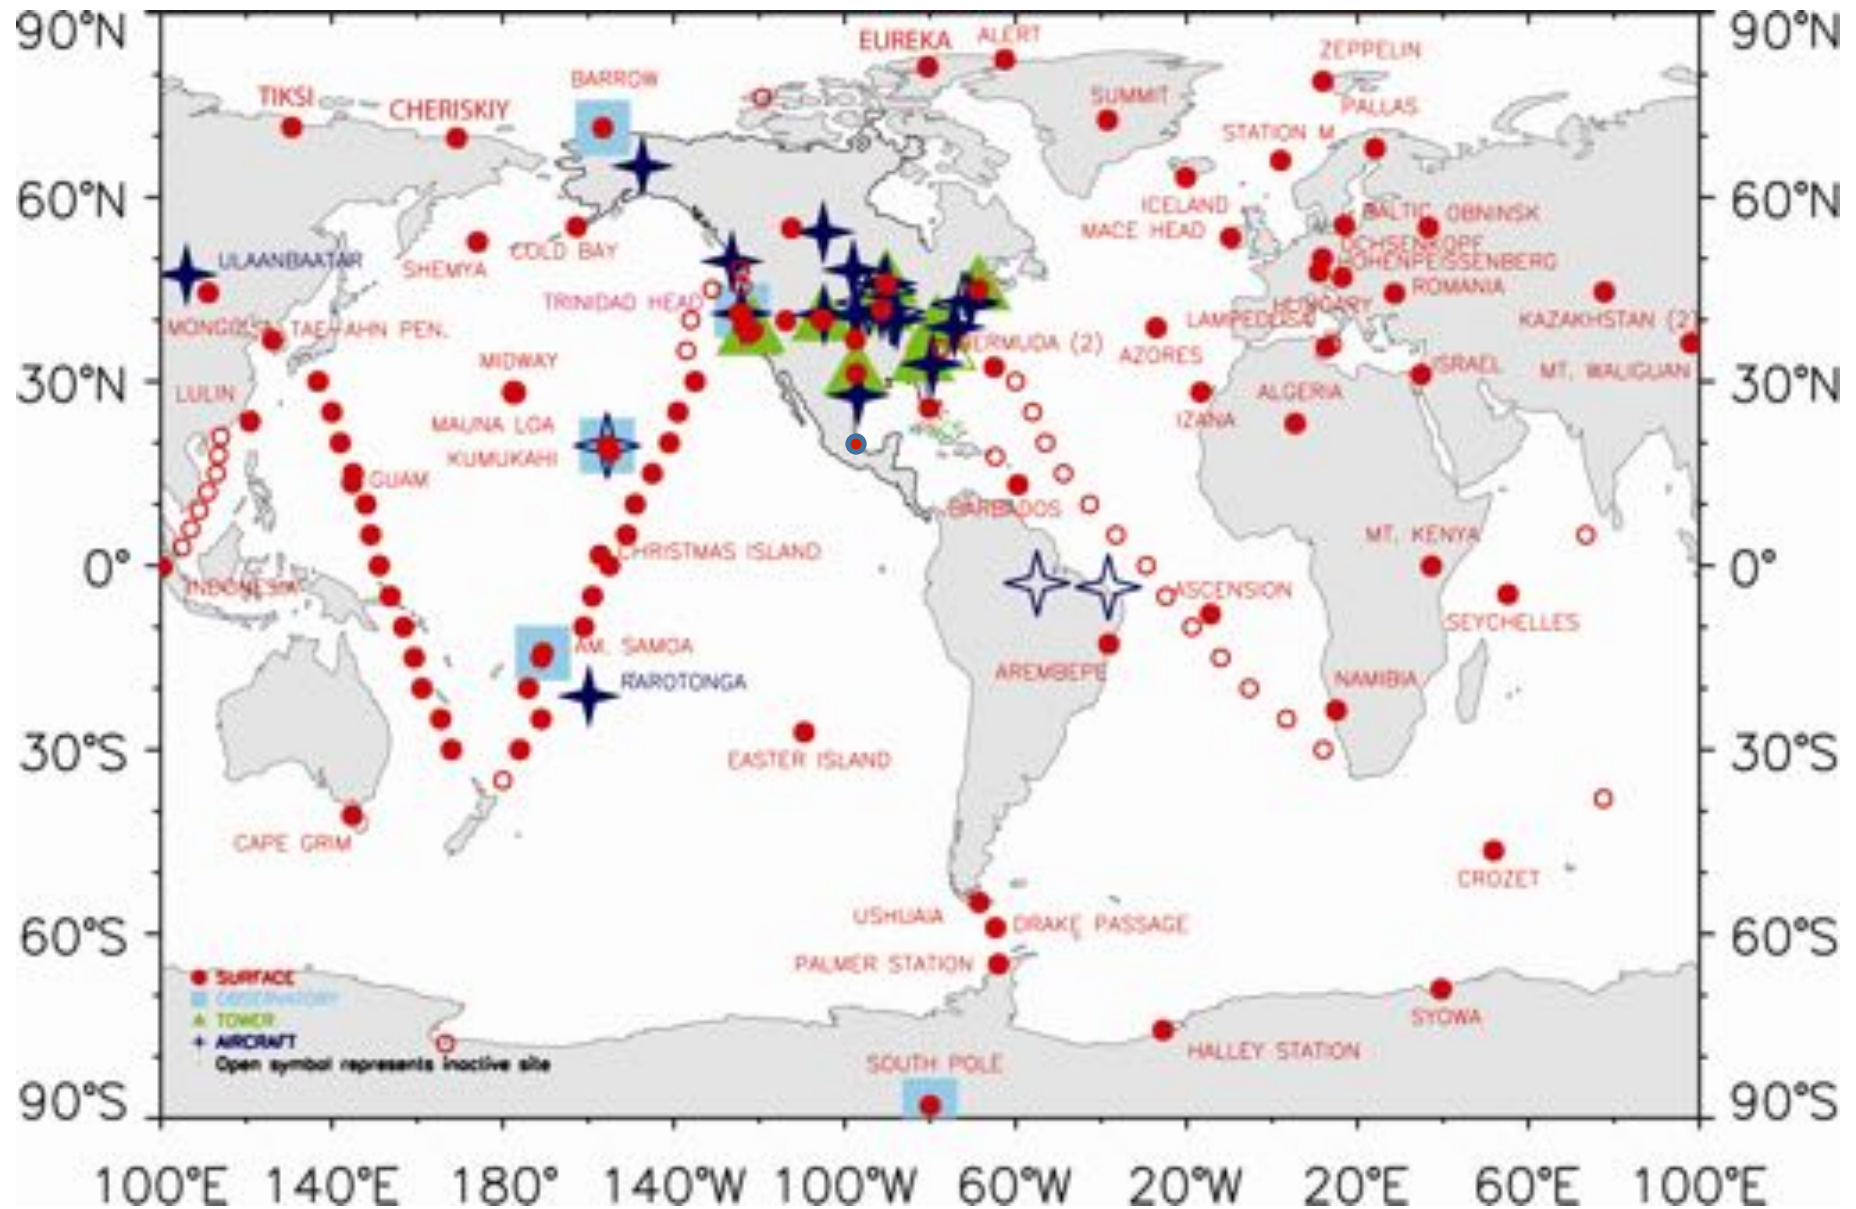 90°N
90°N
EUREKA
ALERT
ZEPPELIN
BARROW
TIKSI
CHERISKIY
SUMMIT
PALLAS
STATION M
60°N
60°N
ICELAND
BALTIC
OBNINSK
MACE HEAD
COLD BAY
SHEMYA
OCHSENKOPF
HOHENPEISSENBERG
ULAANBAATAR
TRINIDAD HEAD
HUNGARY
ROMANIA
LAMPEDUSA
KAZAKHSTAN (2)
TAE-AHN PEN.
BERMUDA (2)
AZORES
MIDWAY
ISRAEL
MT. WALIGUAN
30°N
30°N
LULIN
ALGERIA
MAUNA LOA
IZANA
KUMUKAHI
GUAM
BARBADOS
MT. KENYA
CHRISTMAS ISLAND
0°
0°
INDONESIA
ASCENSION
SEYCHELLES
AM. SAMOA
AREMBEPE
NAMIBIA
RAROTONGA
30°S
30°S
EASTER ISLAND
CAPE GRIM
CROZET
USHUAIA
DRAKE PASSAGE
60°S
60°S
PALMER STATION
SURFACE
OBSERVATORY
TOWER
AIRCRAFT
Open symbol represents inactive site
SYOWA
HALLEY STATION
SOUTH POLE
90°S
90°S
100°E 140°E 180° 140°W 100°W 60°W 20°W 20°E 60°E 100°E